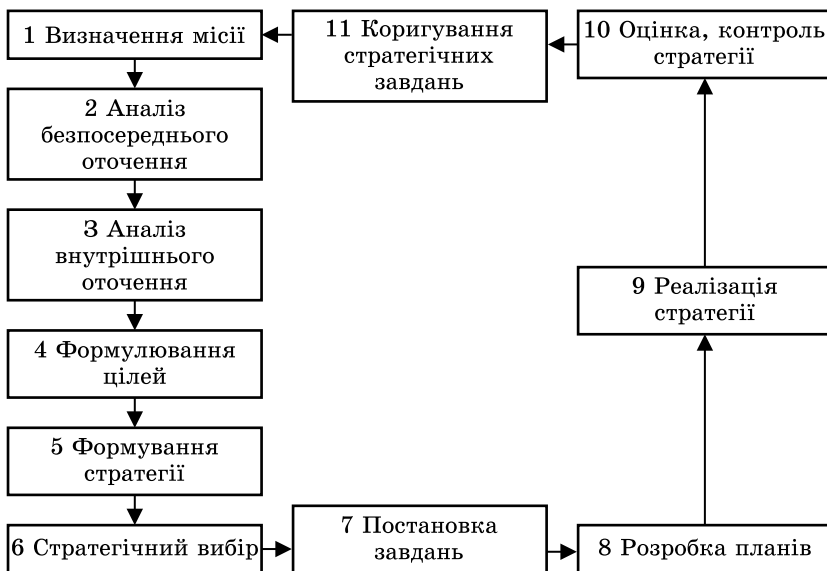 1 Визначення місії
2 Аналіз
безпосереднього
оточення
3 Аналіз
внутрішнього
оточення
4 Формулювання
цілей
5 Формування
стратегії
6 Стратегічний вибір
7 Постановка
завдань
8 Розробка планів
9 Реалізація
стратегії
10 Оцінка, контроль
стратегії
11 Коригування
стратегічних
завдань